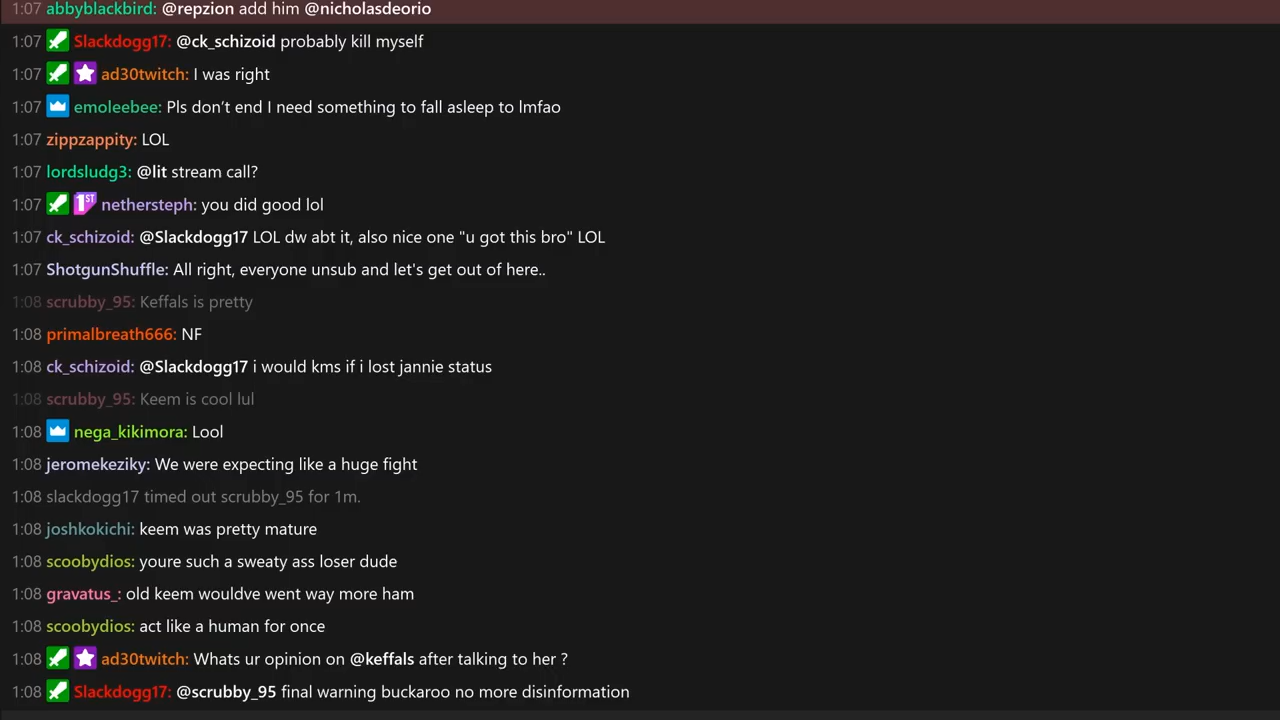 1:07 abbyblackbird: @repzion add him @nicholasdeorio
1:07 Slackdogg17: @ck_schizoid probably kill myself
1:07 ad30twitch: I was right
1:07 emoleebee: Pls don't end I need something to fall asleep to lmfao
1:07 zippzappity: LOL
1:07 lordsludg3: @lit stream call?
1:07 1ST nethersteph: you did good lol
1:07 ck_schizoid: @Slackdogg17 LOL dw abt it, also nice one "u got this bro" LOL
1:07 ShotgunShuffle: All right, everyone unsub and let's get out of here..
1:08 scrubby_95: Keffals is pretty
1:08 primalbreath666: NF
1:08 ck_schizoid: @Slackdogg17 i would kms if i lost jannie status
1:08 scrubby_95: Keem is cool lul
1:08 nega_kikimora: Lool
1:08 jeromekeziky: We were expecting like a huge fight
1:08 slackdogg17 timed out scrubby_95 for 1m.
1:08 joshkokichi: keem was pretty mature
1:08 scoobydios: youre such a sweaty ass loser dude
1:08 gravatus_: old keem wouldve went way more ham
1:08 scoobydios: act like a human for once
1:08 ad30twitch: Whats ur opinion on @keffals after talking to her ?
1:08 Slackdogg17: @scrubby_95 final warning buckaroo no more disinformation